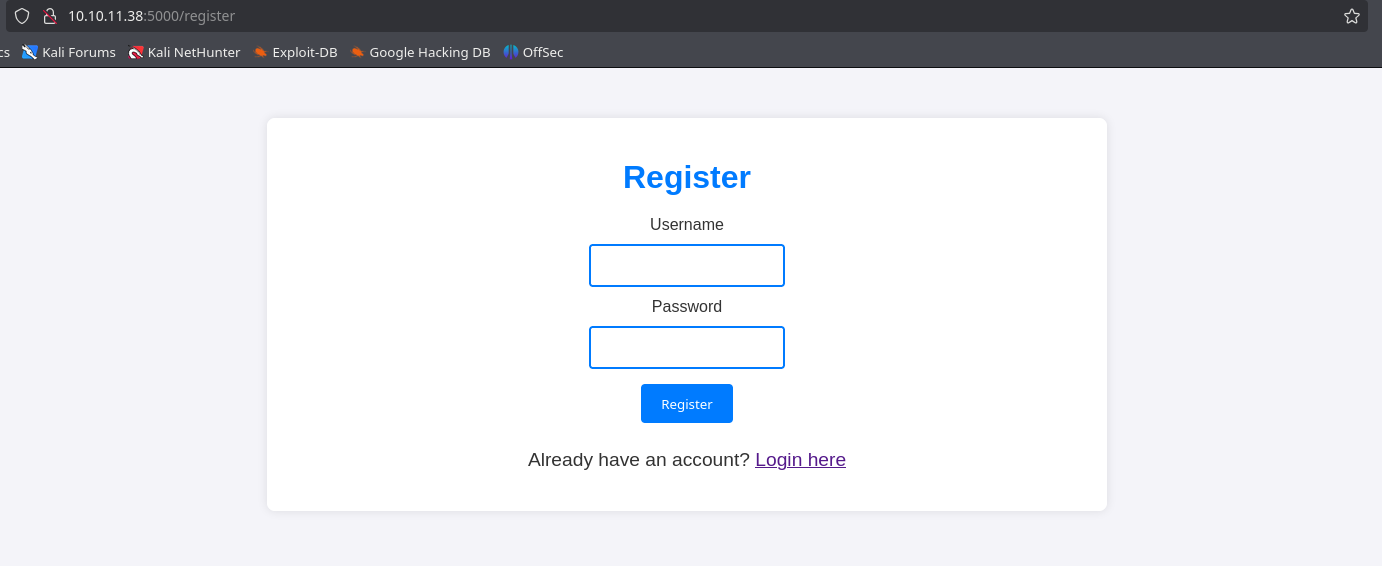 10.10.11.38:5000/register
cs Kali Forums Kali NetHunter Exploit-DB Google Hacking DB OffSec
Register
Username
Password
Register
Already have an account? Login here